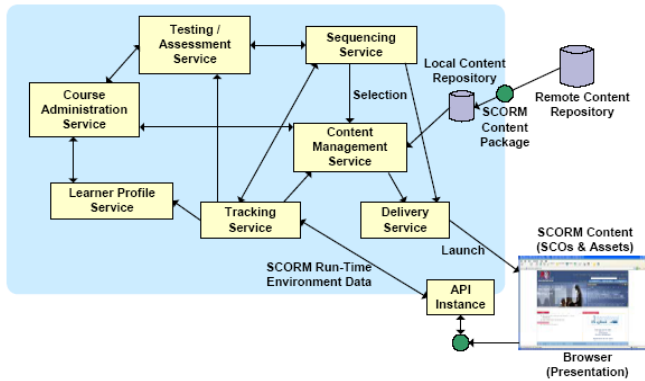 Testing /
Assessment
Service
Sequencing
Service
Local Content
Repository
Course
Administration
Service
Selection
SCORM
Content
Package
Remote Content
Repository
Content
Management
Service
Learner Profile
Service
Tracking
Service
Delivery
Service
SCORM Content
(SCOs & Assets)
Launch
SCORM Run-Time
Environment Data
API
Instance
Browser
(Presentation)